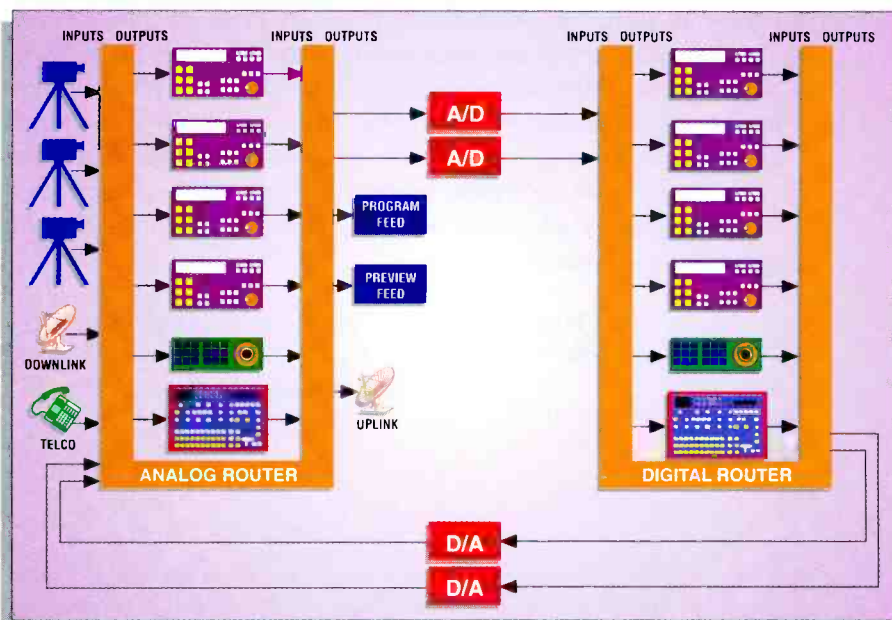 INPUTS OUTPUTS INPUTS OUTPUTS INPUTS OUTPUTS INPUTS OUTPUTS
A/D
A/D
PROGRAM
FEED
PREVIEW
FEED
DOWNLINK
UPLINK
TELCO
ANALOG ROUTER
DIGITAL ROUTER
D/A
D/A